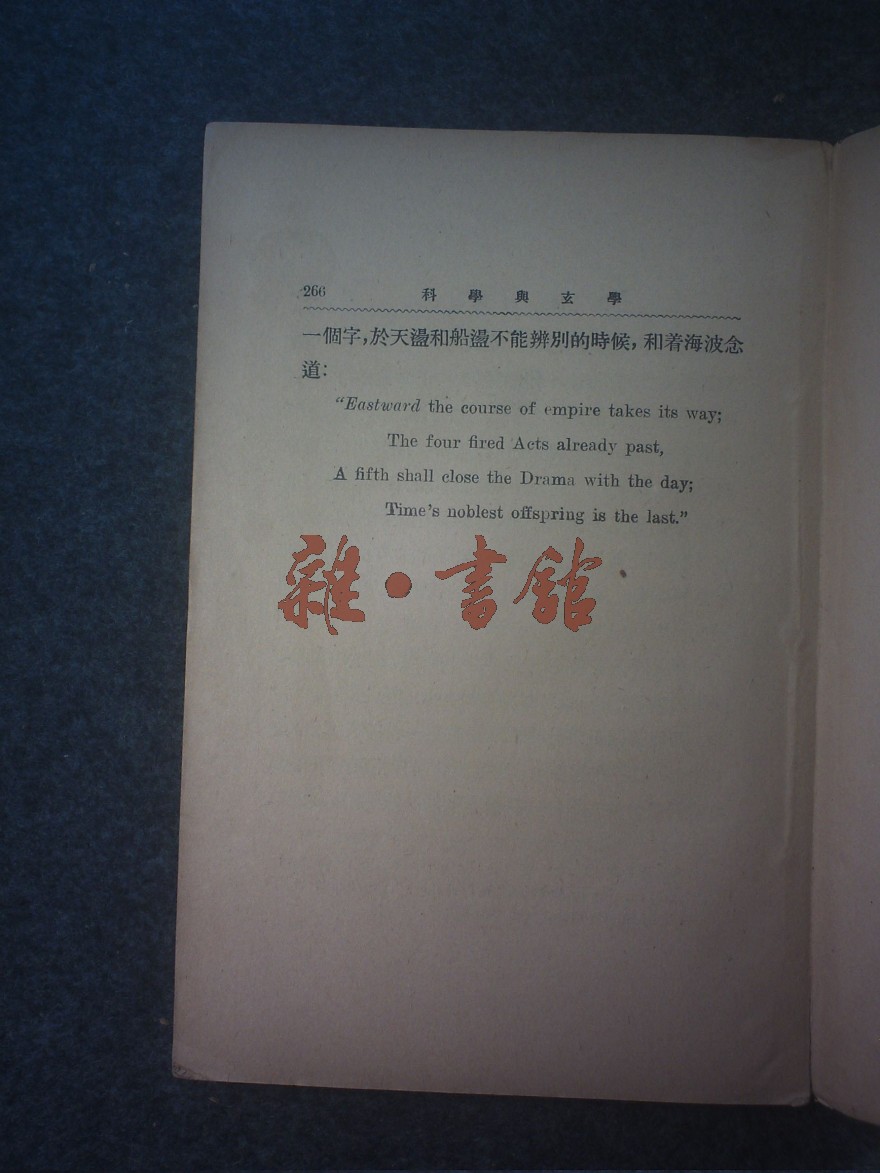 266 科學與玄學
一個字，於天盪和船盪不能辨別的時候，和着海波念
道：
“Eastward the course of empire takes its way;
The four fired Acts already past,
A fifth shall close the Drama with the day;
Time's noblest offspring is the last.”
雜·書館